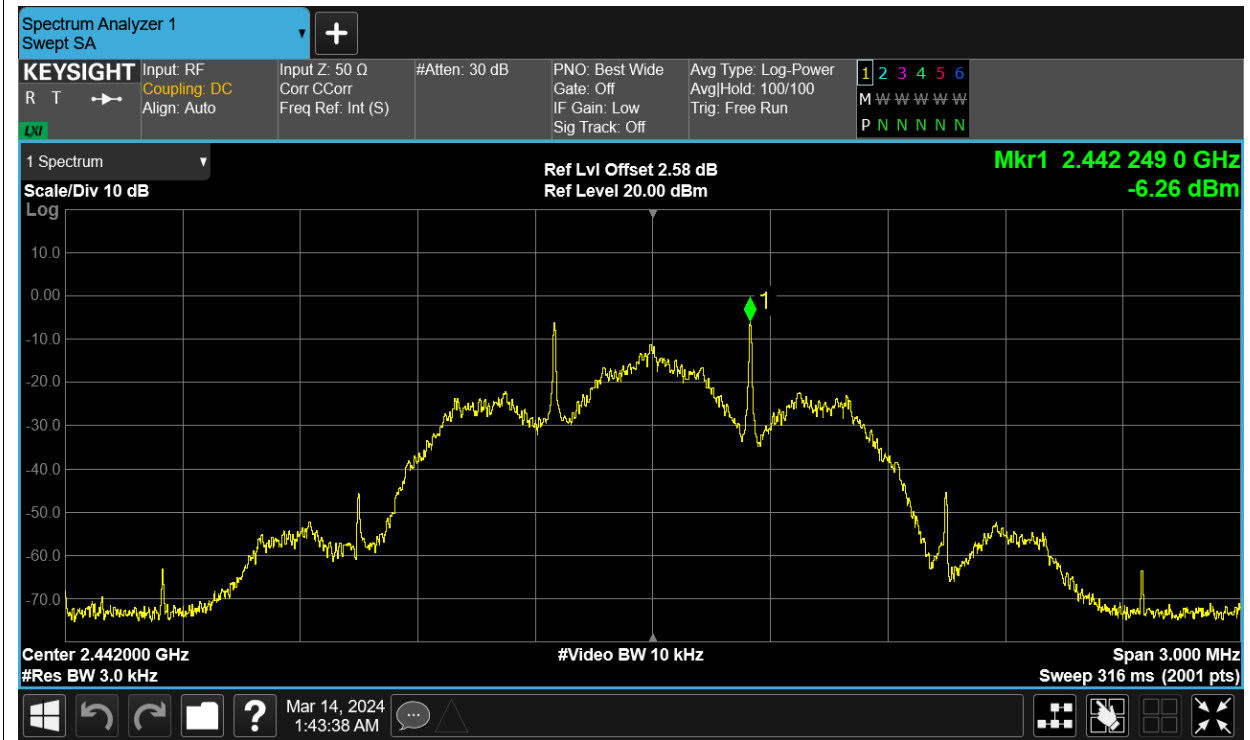 Spectrum Analyzer 1
Swept SA
KEYSIGHT
R T
LXI
Input: RF
Coupling: DC
Align: Auto
Input Z: 50 Ω
Corr CCorr
Freq Ref: Int (S)
#Atten: 30 dB
PNO: Best Wide
Gate: Off
IF Gain: Low
Sig Track: Off
Avg Type: Log-Power
Avg|Hold: 100/100
Trig: Free Run
1 2 3 4 5 6
M W W W W W
P N N N N N
1 Spectrum
Scale/Div 10 dB
Log
Ref Lvl Offset 2.58 dB
Ref Level 20.00 dBm
Mkr1 2.442 249 0 GHz
-6.26 dBm
10.0
0.00
1
-10.0
-20.0
-30.0
-40.0
-50.0
-60.0
-70.0
Center 2.442000 GHz
#Res BW 3.0 kHz
#Video BW 10 kHz
Span 3.000 MHz
Sweep 316 ms (2001 pts)
?
Mar 14, 2024
1:43:38 AM